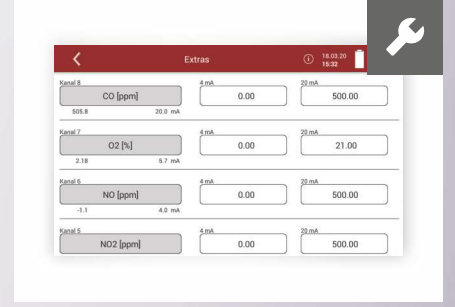 Extras
18.03.20
15:32
Kanal 8
4 mA
20 mA
CO [ppm]
0.00
500.00
505.8
20.0 mA
Kanal 7
4 mA
20 mA
O2 [%]
0.00
21.00
2.18
5.7 mA
Kanal 6
4 mA
20 mA
NO [ppm]
0.00
500.00
-1.1
4.0 mA
Kanal 5
4 mA
20 mA
NO2 [ppm]
0.00
500.00